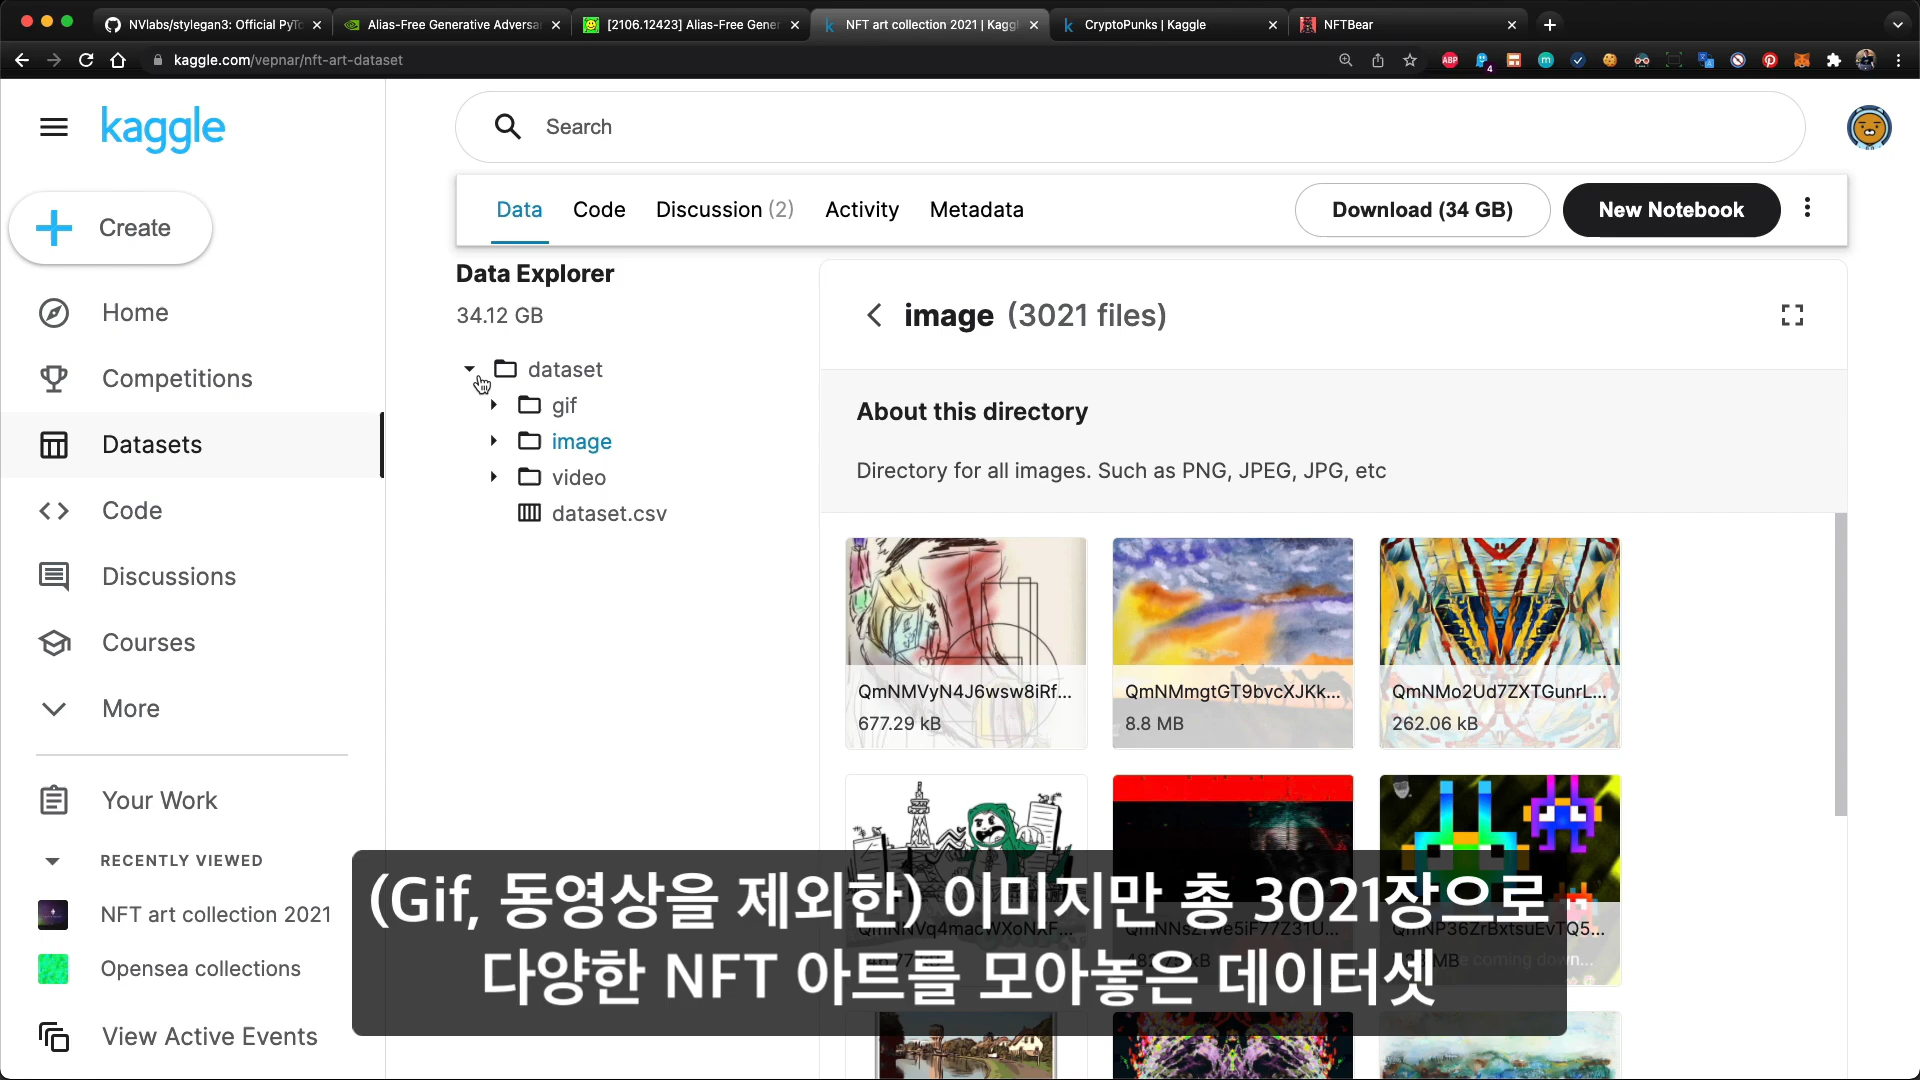 NVlabs/stylegan3: Official PyTo
Alias-Free Generative Adversa
[2106.12423] Alias-Free Gener
NFT art collection 2021 | Kaggl
CryptoPunks | Kaggle
NFTBear
kaggle.com/vepnar/nft-art-dataset
kaggle
Search
Create
Home
Competitions
Datasets
Code
Discussions
Courses
More
Your Work
RECENTLY VIEWED
NFT art collection 2021
Opensea collections
View Active Events
Data
Code
Discussion (2)
Activity
Metadata
Download (34 GB)
New Notebook
Data Explorer
34.12 GB
dataset
gif
image
video
dataset.csv
image (3021 files)
About this directory
Directory for all images. Such as PNG, JPEG, JPG, etc
QmNMVyN4J6wsw8iRf...
677.29 kB
QmNMmgtGT9bvcXJKk...
8.8 MB
QmNMo2Ud7ZXTGunrL...
262.06 kB
(Gif, 동영상을 제외한) 이미지만 총 3021장으로
다양한 NFT 아트를 모아놓은 데이터셋